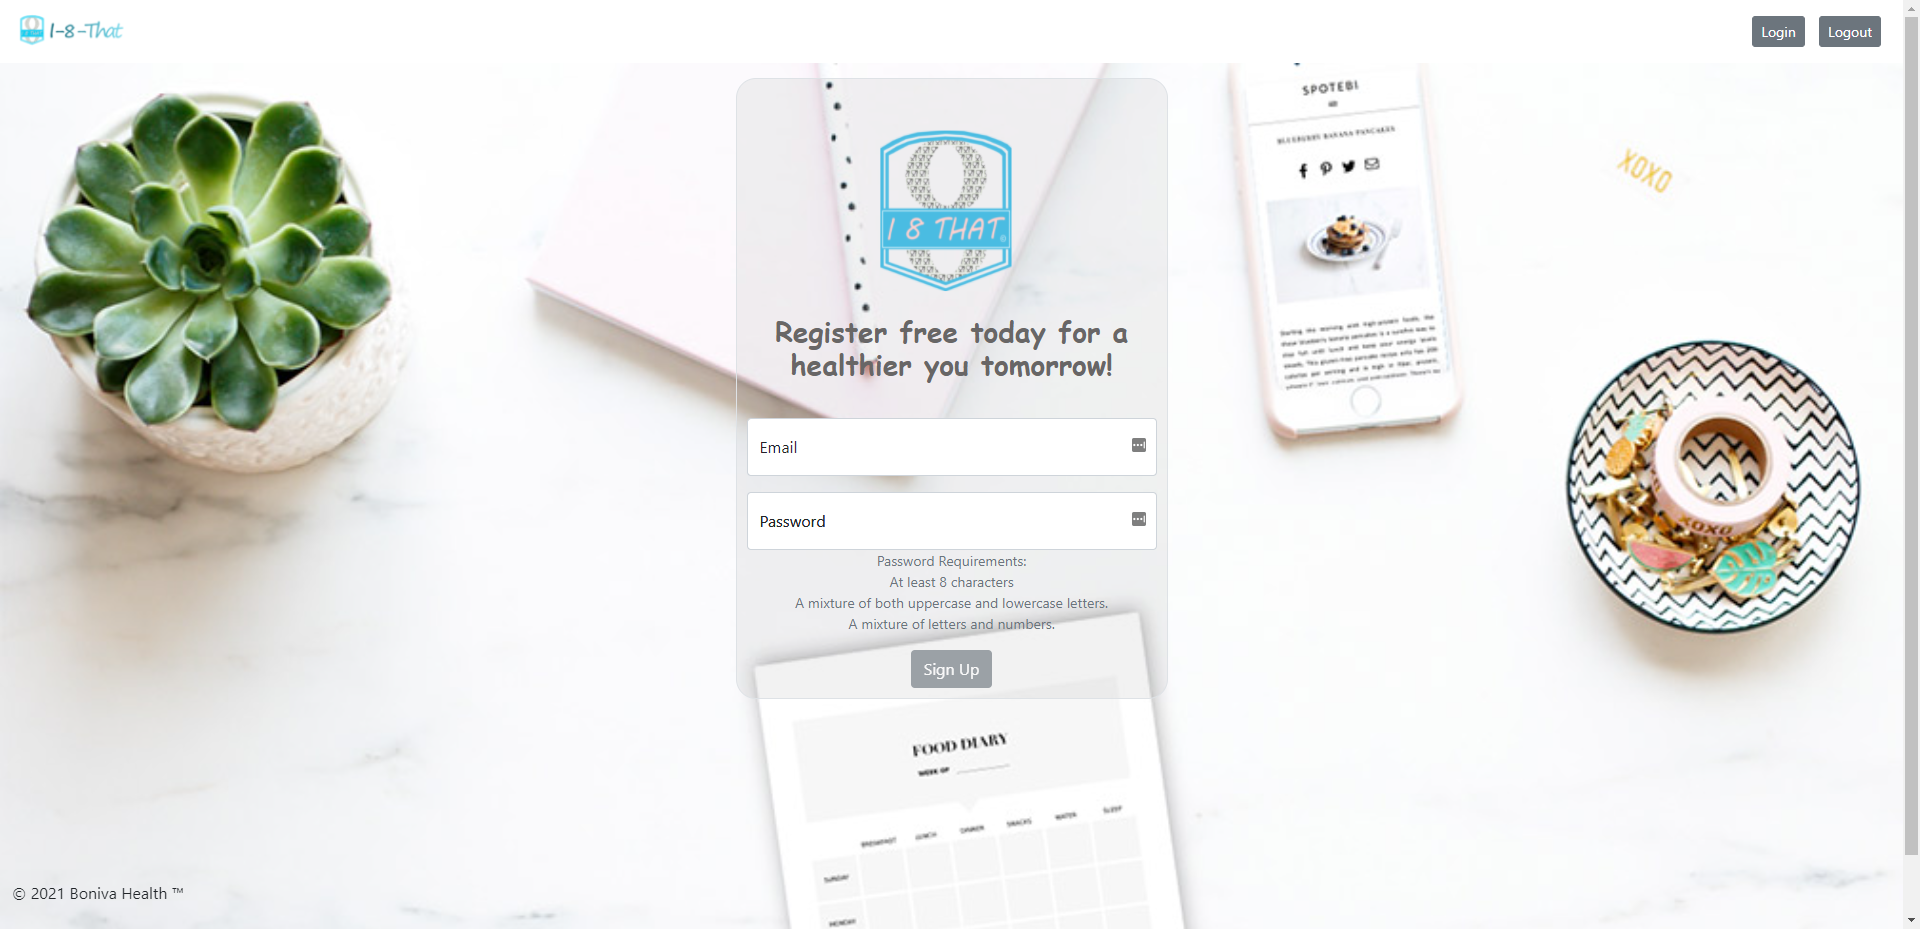 1-8-That
Login
Logout
SPOTEBI
BLUEBERRY BANANA PANCAKES
XOXO
I 8 THAT©
Register free today for a
healthier you tomorrow!
Email
Password
XOXO
Password Requirements:
At least 8 characters
A mixture of both uppercase and lowercase letters.
A mixture of letters and numbers.
Sign Up
FOOD DIARY
WEEK OF
BREAKFAST LUNCH DINNER SNACKS WATER SLEEP
SUNDAY
MONDAY
© 2021 Boniva Health ™